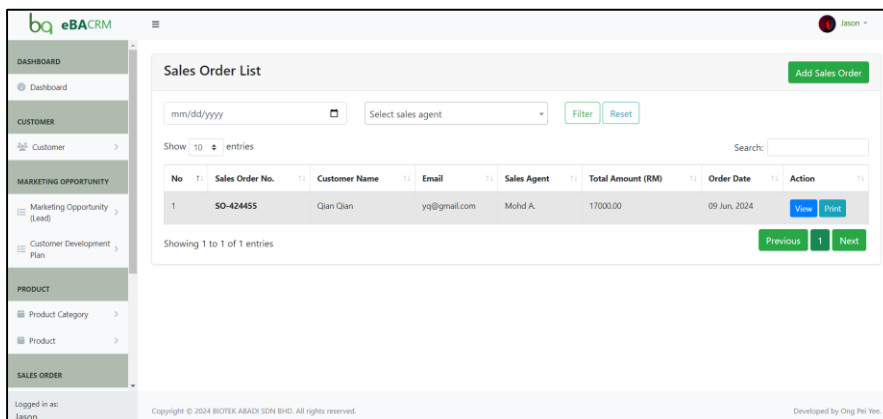 bq eBACRM
Jason
DASHBOARD
Dashboard
CUSTOMER
Customer
MARKETING OPPORTUNITY
Marketing Opportunity
(Lead)
Customer Development
Plan
PRODUCT
Product Category
Product
SALES ORDER
Logged in as:
Jason
Sales Order List
Add Sales Order
mm/dd/yyyy
Select sales agent
Filter
Reset
Show 10 entries
Search:
No Sales Order No. Customer Name Email Sales Agent Total Amount (RM) Order Date Action
1 SO-424455 Qian Qian yq@gmail.com Mohd A. 17000.00 09 Jun, 2024 View Print
Showing 1 to 1 of 1 entries
Previous 1 Next
Copyright © 2024 BIOTEK ABADI SDN BHD. All rights reserved.
Developed by Ong Pei Yee.